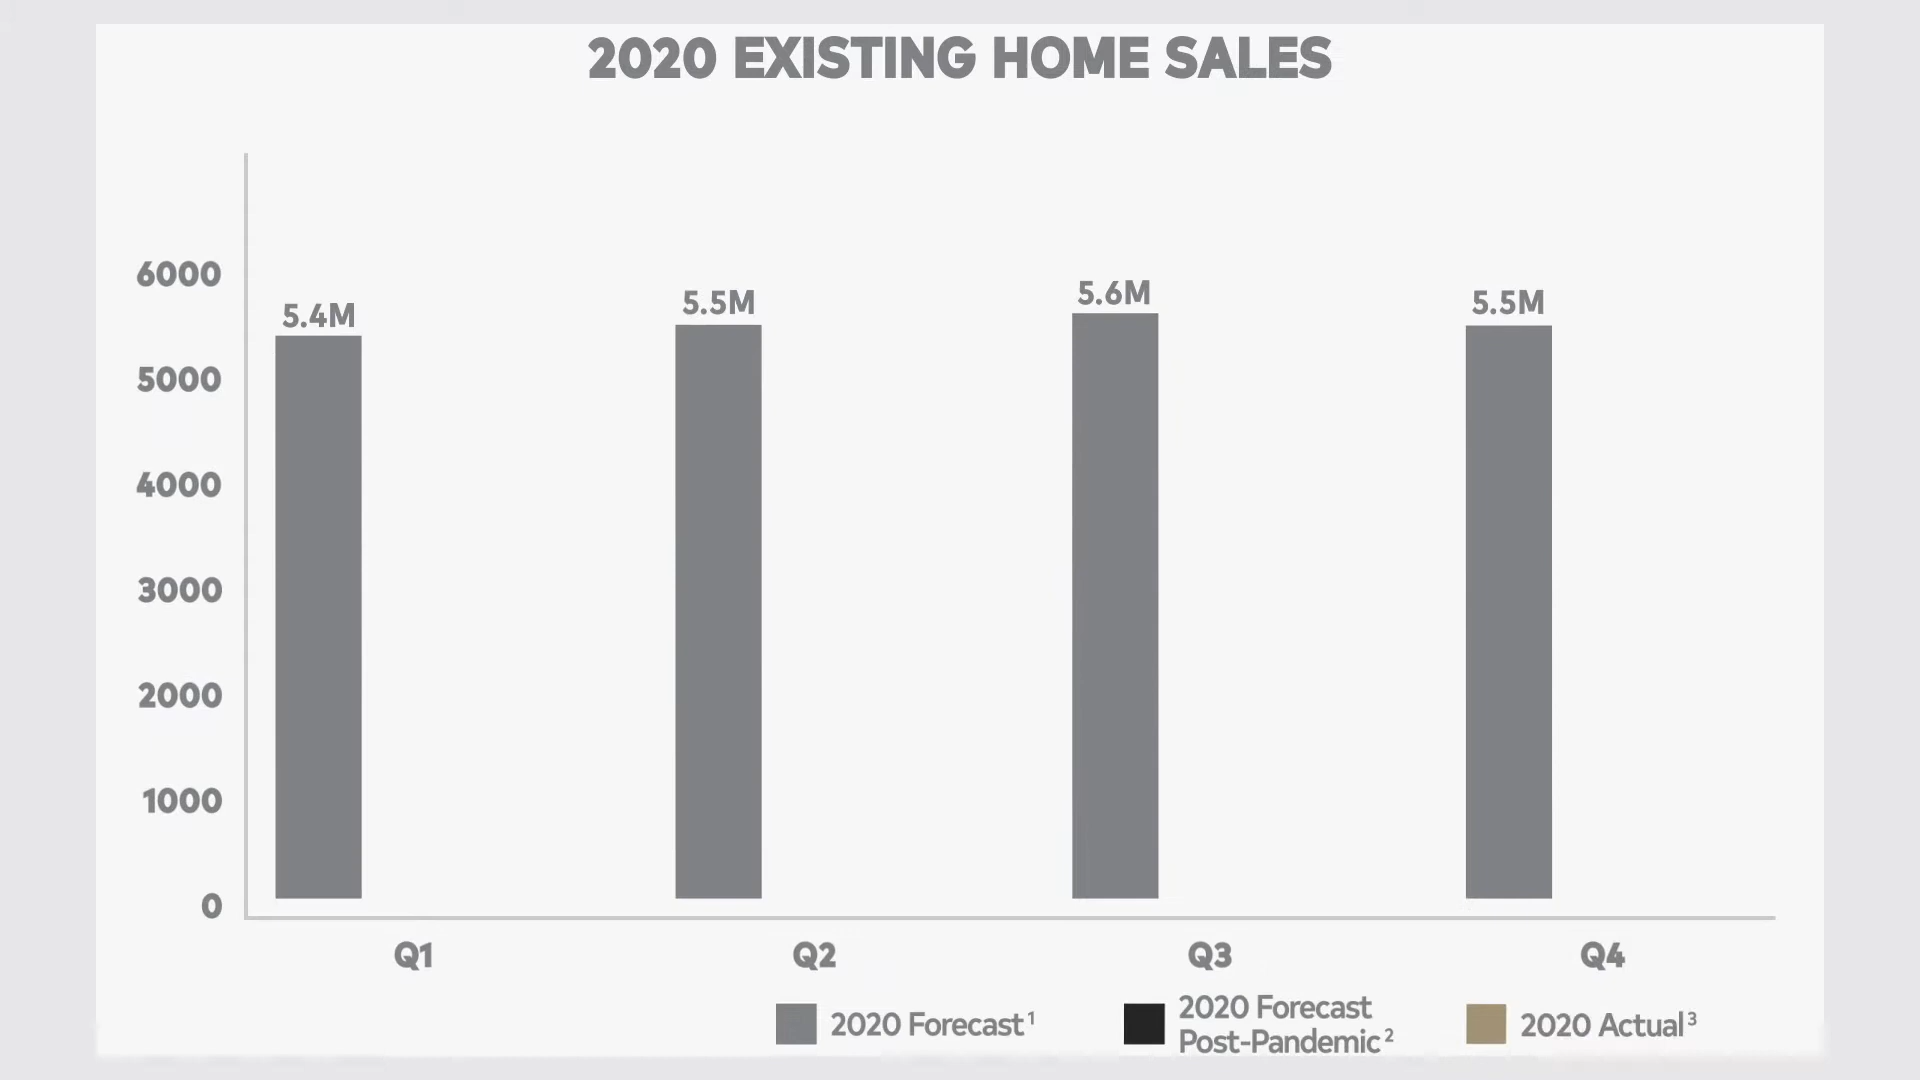 2020 EXISTING HOME SALES
6000
5000
4000
3000
2000
1000
0
5.4M
5.5M
5.6M
5.5M
Q1
Q2
Q3
Q4
2020 Forecast¹
2020 Forecast
Post-Pandemic²
2020 Actual³